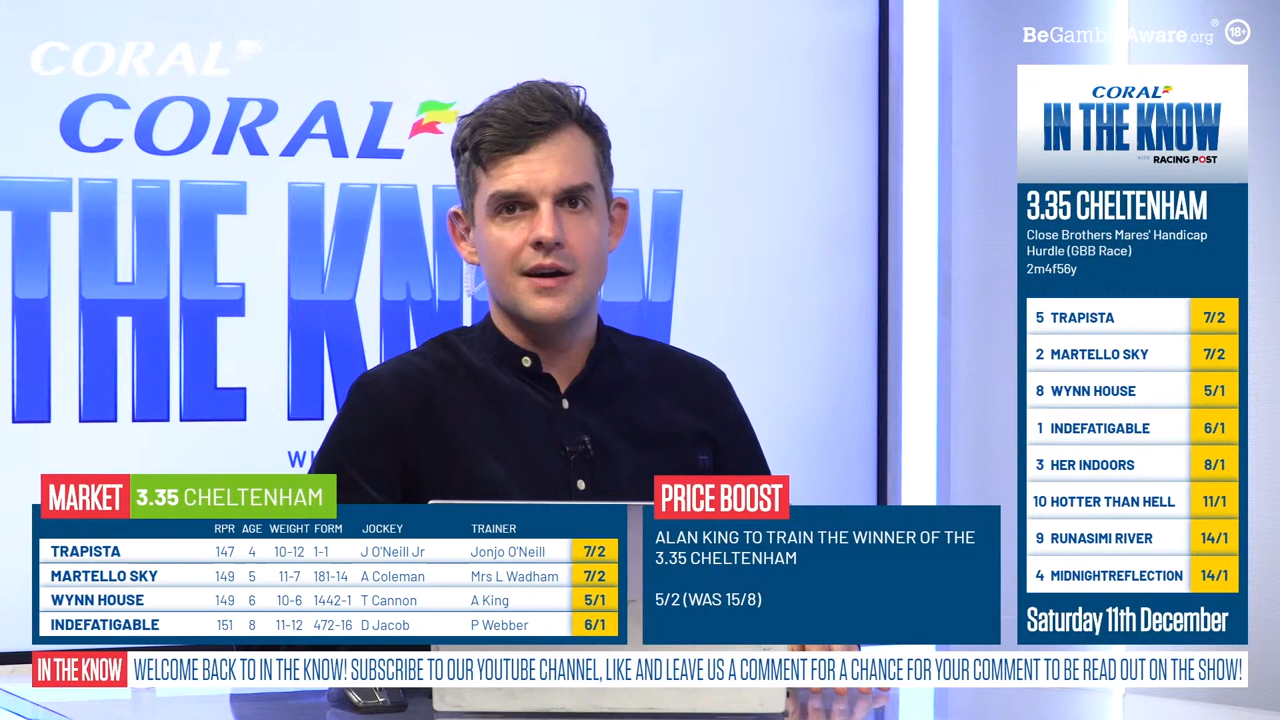 CORAL
CORAL
THE KNOW
WI
BeGambleAware.org® 18+
CORAL
IN THE KNOW
WITH RACING POST
3.35 CHELTENHAM
Close Brothers Mares' Handicap
Hurdle (GBB Race)
2m4f56y
5 TRAPISTA 7/2
2 MARTELLO SKY 7/2
8 WYNN HOUSE 5/1
1 INDEFATIGABLE 6/1
3 HER INDOORS 8/1
10 HOTTER THAN HELL 11/1
9 RUNASIMI RIVER 14/1
4 MIDNIGHTREFLECTION 14/1
Saturday 11th December
MARKET 3.35 CHELTENHAM
RPR AGE WEIGHT FORM JOCKEY TRAINER
TRAPISTA 147 4 10-12 1-1 J O'Neill Jr Jonjo O'Neill 7/2
MARTELLO SKY 149 5 11-7 181-14 A Coleman Mrs L Wadham 7/2
WYNN HOUSE 149 6 10-6 1442-1 T Cannon A King 5/1
INDEFATIGABLE 151 8 11-12 472-16 D Jacob P Webber 6/1
PRICE BOOST
ALAN KING TO TRAIN THE WINNER OF THE
3.35 CHELTENHAM
5/2 (WAS 15/8)
IN THE KNOW WELCOME BACK TO IN THE KNOW! SUBSCRIBE TO OUR YOUTUBE CHANNEL, LIKE AND LEAVE US A COMMENT FOR A CHANCE FOR YOUR COMMENT TO BE READ OUT ON THE SHOW!